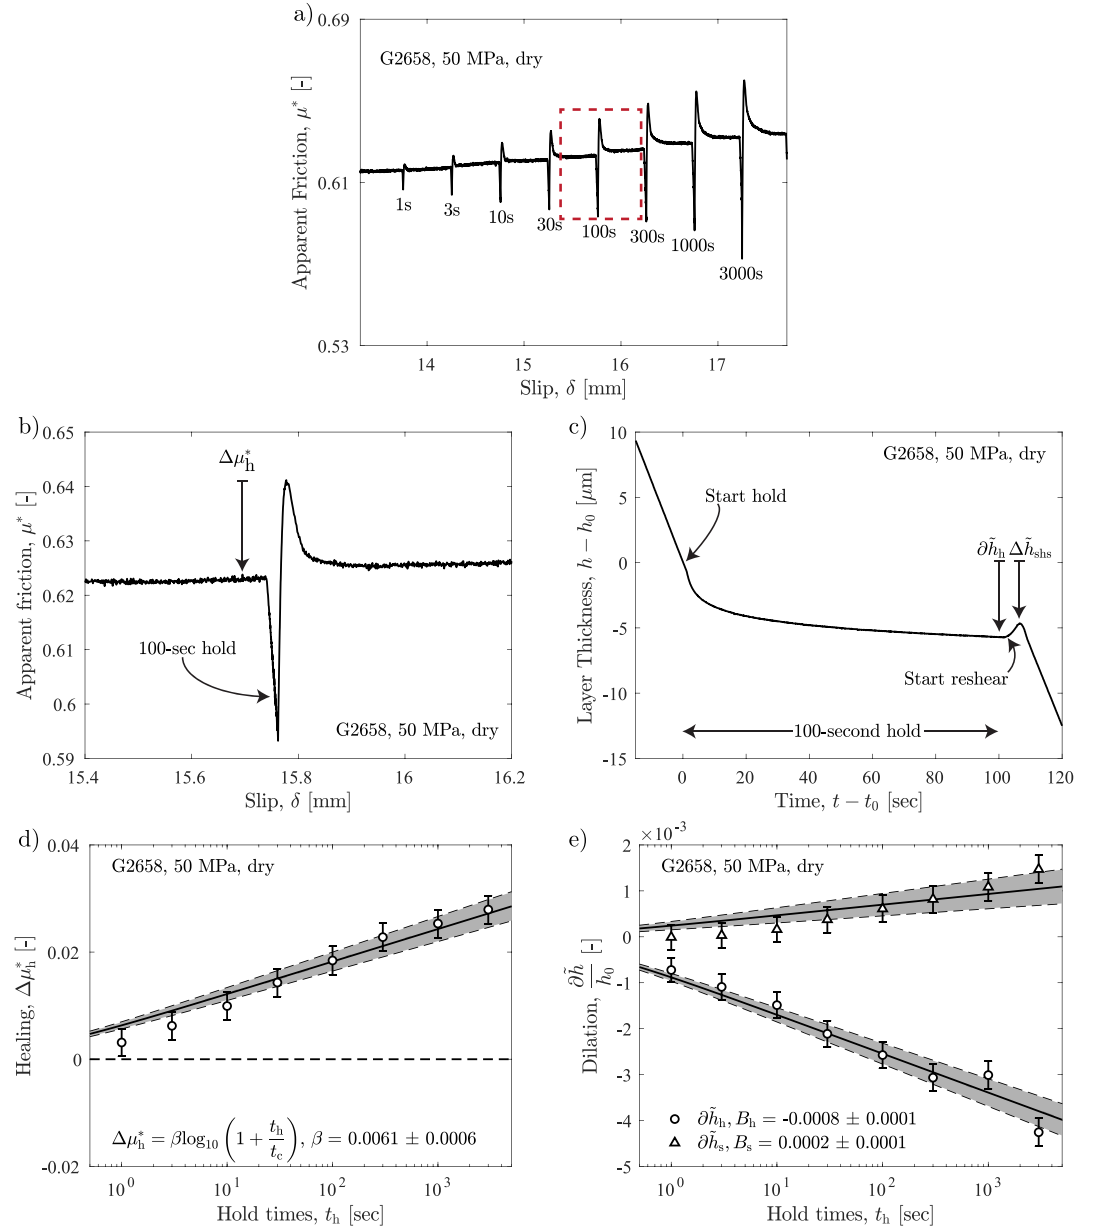 a)
0.69
0.61
0.53
Apparent Friction, μ* [-]
G2658, 50 MPa, dry
1s
3s
10s
30s
100s
300s
1000s
3000s
14
15
16
17
Slip, δ [mm]
b)
0.65
0.64
0.63
0.62
0.61
0.6
0.59
Apparent friction, μ* [-]
Δμ*h
100-sec hold
G2658, 50 MPa, dry
15.4
15.6
15.8
16
16.2
Slip, δ [mm]
c)
10
5
0
-5
-10
-15
Layer Thickness, h − h0 [μm]
G2658, 50 MPa, dry
Start hold
∂h̃h Δh̃shs
Start reshear
100-second hold
0
20
40
60
80
100
120
Time, t − t0 [sec]
d)
0.04
0.02
0
-0.02
Healing, Δμ*h [-]
G2658, 50 MPa, dry
Δμ*h = βlog10 (1 + th/tc), β = 0.0061 ± 0.0006
10^0
10^1
10^2
10^3
Hold times, th [sec]
e)
×10^-3
2
1
0
-1
-2
-3
-4
-5
Dilation, ∂h̃/h0 [-]
G2658, 50 MPa, dry
∂h̃h, Bh = -0.0008 ± 0.0001
∂h̃s, Bs = 0.0002 ± 0.0001
10^0
10^1
10^2
10^3
Hold times, th [sec]